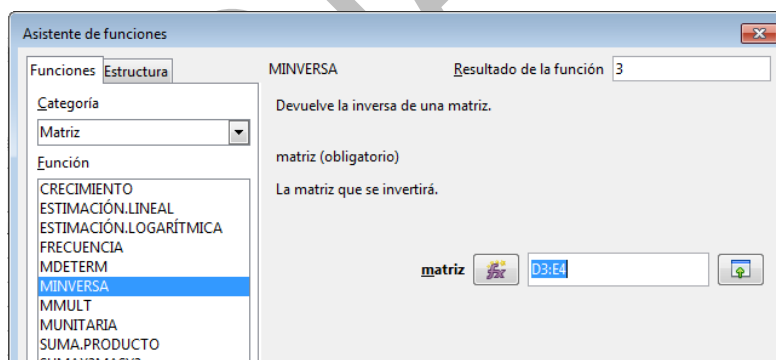 Asistente de funciones
Funciones Estructura
MINVERSA
Resultado de la función 3
Categoría
Devuelve la inversa de una matriz.
Matriz
Función
matriz (obligatorio)
CRECIMIENTO
La matriz que se invertirá.
ESTIMACIÓN.LINEAL
ESTIMACIÓN.LOGARÍTMICA
FRECUENCIA
MDETERM
matriz fx D3:E4
MINVERSA
MMULT
MUNITARIA
SUMA.PRODUCTO